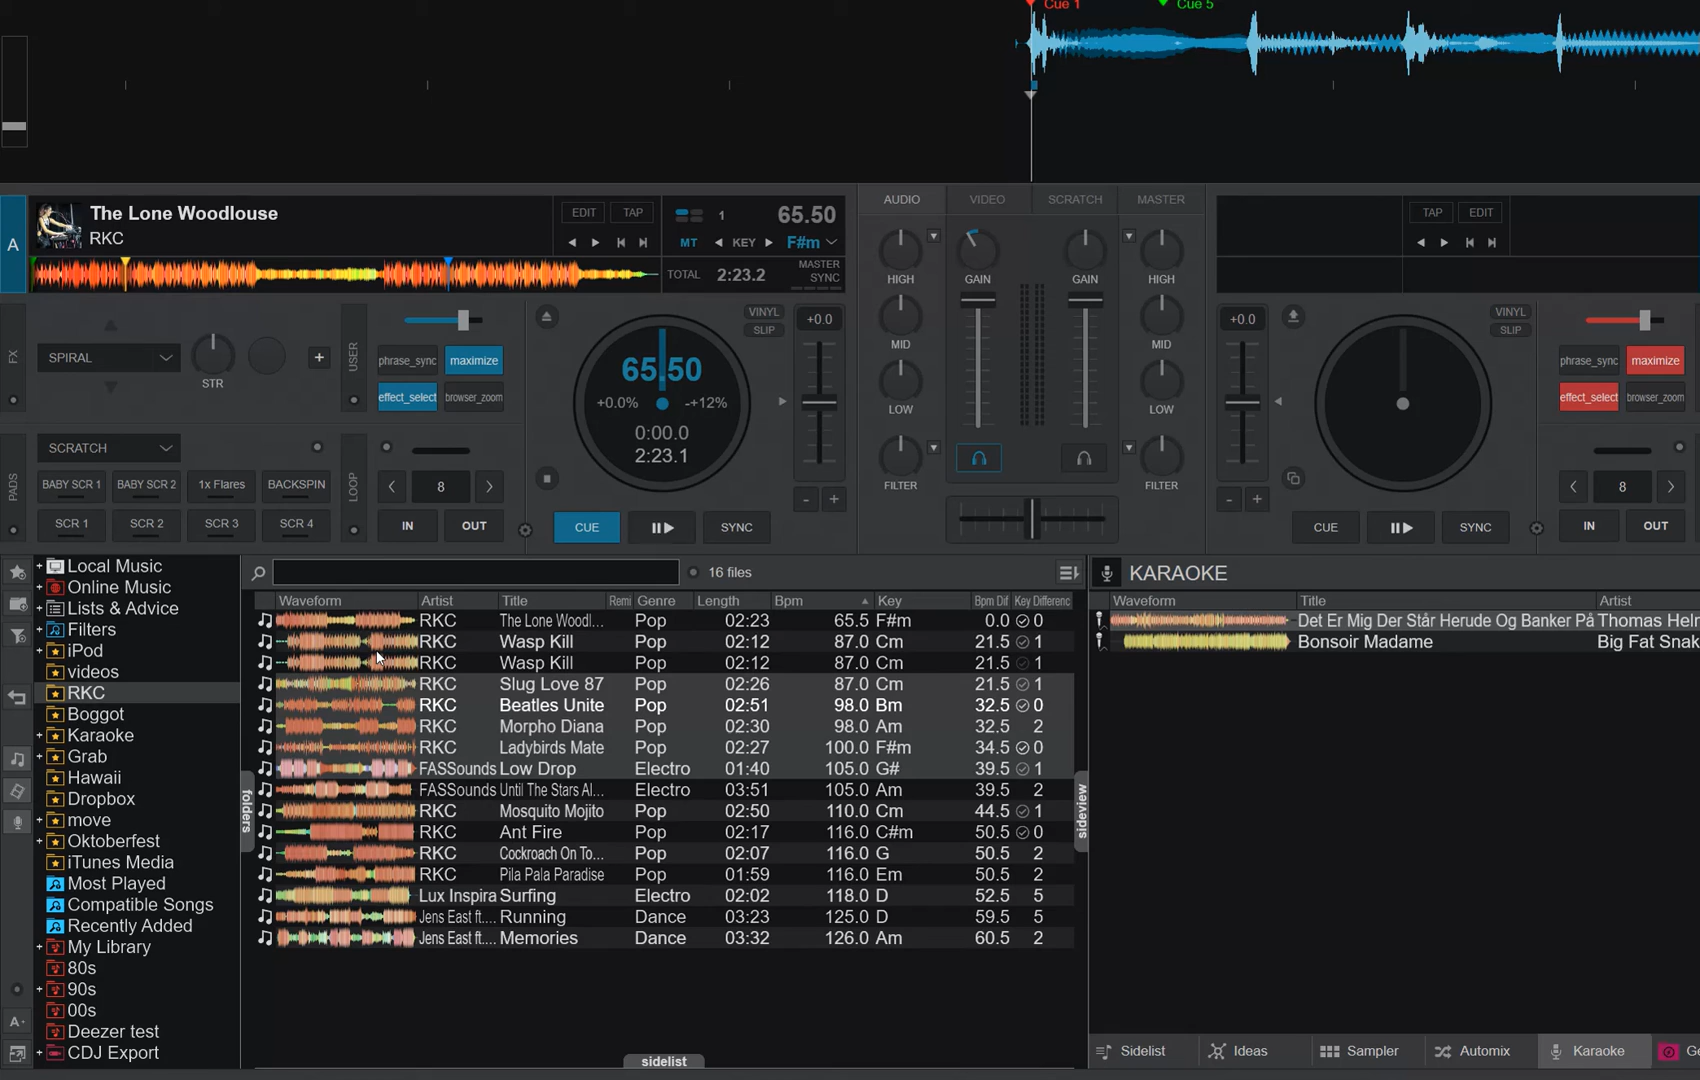 Cue 1 Cue 5
The Lone Woodlouse
RKC
A
EDIT TAP
1 65.50
MT KEY F#m
TOTAL 2:23.2 MASTER SYNC
AUDIO VIDEO SCRATCH MASTER
TAP EDIT
HIGH GAIN GAIN HIGH
MID MID
LOW LOW
FILTER FILTER
FX
SPIRAL
STR
+
USER
phrase_sync maximize
effect_select browser_zoom
VINYL
SLIP
+0.0
65.50
+0.0% -+12%
0:00.0
2:23.1
- +
PADS
SCRATCH
BABY SCR 1 BABY SCR 2 1x Flares BACKSPIN
SCR 1 SCR 2 SCR 3 SCR 4
LOOP
8
IN OUT
CUE SYNC
+0.0
VINYL
SLIP
phrase_sync maximize
effect_select browser_zoom
- +
CUE SYNC
8
IN OUT
Local Music
Online Music
Lists & Advice
Filters
iPod
videos
RKC
Boggot
Karaoke
Grab
Hawaii
Dropbox
move
Oktoberfest
iTunes Media
Most Played
Compatible Songs
Recently Added
My Library
80s
90s
00s
Deezer test
CDJ Export
A+
folders
16 files
Waveform Artist Title Remi Genre Length Bpm Key Bpm Dif Key Differenc
RKC The Lone Woodl... Pop 02:23 65.5 F#m 0.0 0
RKC Wasp Kill Pop 02:12 87.0 Cm 21.5 1
RKC Wasp Kill Pop 02:12 87.0 Cm 21.5 1
RKC Slug Love 87 Pop 02:26 87.0 Cm 21.5 1
RKC Beatles Unite Pop 02:51 98.0 Bm 32.5 0
RKC Morpho Diana Pop 02:30 98.0 Am 32.5 2
RKC Ladybirds Mate Pop 02:27 100.0 F#m 34.5 0
FASSounds Low Drop Electro 01:40 105.0 G# 39.5 1
FASSounds Until The Stars Al... Electro 03:51 105.0 Am 39.5 2
RKC Mosquito Mojito Pop 02:50 110.0 Cm 44.5 1
RKC Ant Fire Pop 02:17 116.0 C#m 50.5 0
RKC Cockroach On To... Pop 02:07 116.0 G 50.5 2
RKC Pila Pala Paradise Pop 01:59 116.0 Em 50.5 2
Lux Inspira Surfing Electro 02:02 118.0 D 52.5 5
Jens East ft.... Running Dance 03:23 125.0 D 59.5 5
Jens East ft.... Memories Dance 03:32 126.0 Am 60.5 2
sidelist
sideview
KARAOKE
Waveform Title Artist
Det Er Mig Der Står Herude Og Banker På Thomas Heln
Bonsoir Madame Big Fat Snak
Sidelist Ideas Sampler Automix Karaoke Ge